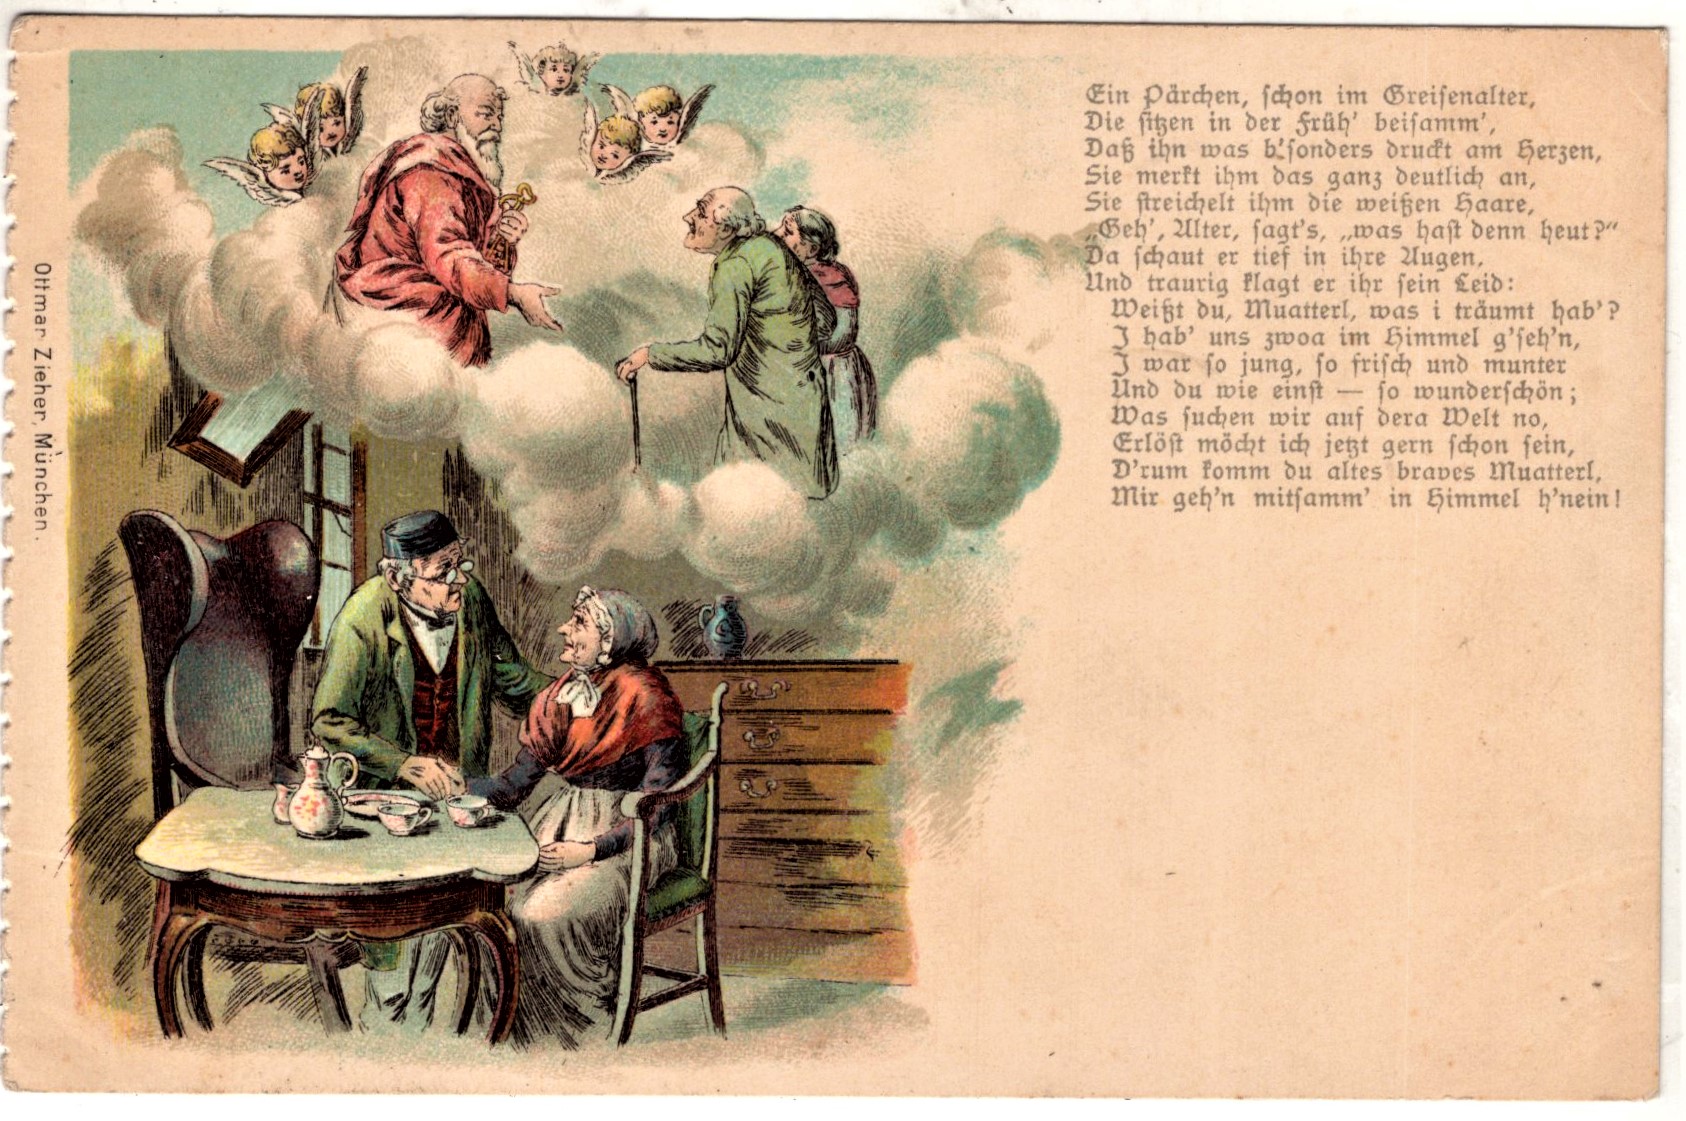 Ein Pärchen, schon im Greisenalter,
Die sitzen in der Früh' beisamm',
Daß ihn was b'sonders druckt am Herzen,
Sie merkt ihm das ganz deutlich an,
Sie streichelt ihm die weißen Haare,
„Geh', Alter, sagt's, „was hast denn heut?“
Da schaut er tief in ihre Augen,
Und traurig klagt er ihr sein Leid:
Weißt du, Muatterl, was i träumt hab'?
I hab' uns zwoa im Himmel g'seh'n,
I war so jung, so frisch und munter
Und du wie einst — so wunderschön;
Was suchen wir auf dera Welt no,
Erlöst möcht ich jetzt gern schon sein,
D'rum komm du altes braves Muatterl,
Mir geh'n mitsamm' in Himmel h'nein!
Ottmar Zieher, München.